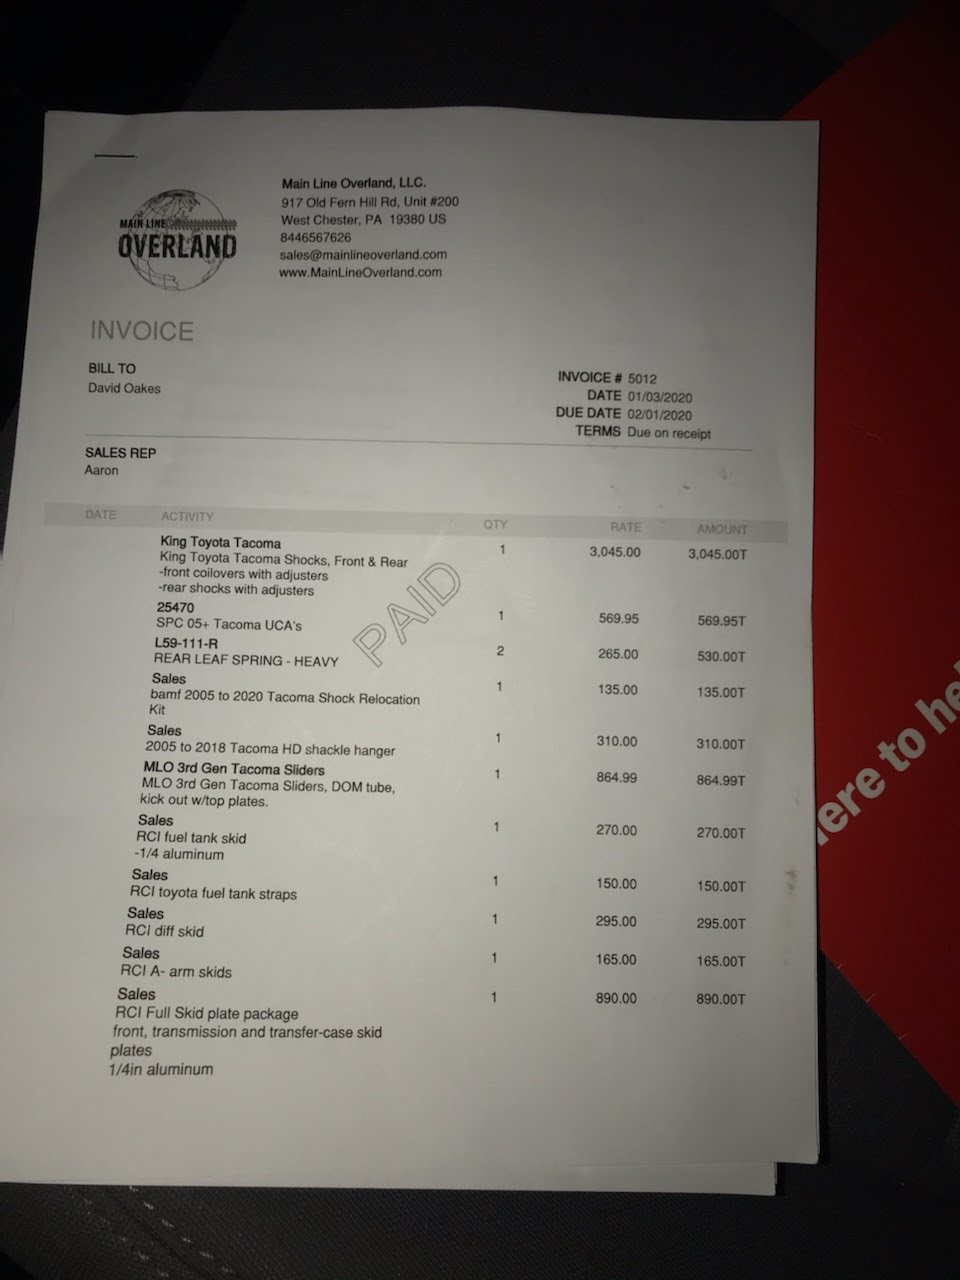 MAIN LINE
OVERLAND
Main Line Overland, LLC.
917 Old Fern Hill Rd, Unit #200
West Chester, PA 19380 US
8446567626
sales@mainlineoverland.com
www.MainLineOverland.com
INVOICE
BILL TO
David Oakes
INVOICE # 5012
DATE 01/03/2020
DUE DATE 02/01/2020
TERMS Due on receipt
SALES REP
Aaron
DATE ACTIVITY QTY RATE AMOUNT
King Toyota Tacoma 1 3,045.00 3,045.00T
King Toyota Tacoma Shocks, Front & Rear
-front coilovers with adjusters
-rear shocks with adjusters
PAID
25470 1 569.95 569.95T
SPC 05+ Tacoma UCA's
L59-111-R 2 265.00 530.00T
REAR LEAF SPRING - HEAVY
Sales 1 135.00 135.00T
bamf 2005 to 2020 Tacoma Shock Relocation
Kit
Sales 1 310.00 310.00T
2005 to 2018 Tacoma HD shackle hanger
MLO 3rd Gen Tacoma Sliders 1 864.99 864.99T
MLO 3rd Gen Tacoma Sliders, DOM tube,
kick out w/top plates.
Sales 1 270.00 270.00T
RCI fuel tank skid
-1/4 aluminum
Sales 1 150.00 150.00T
RCI toyota fuel tank straps
Sales 1 295.00 295.00T
RCI diff skid
Sales 1 165.00 165.00T
RCI A- arm skids
Sales 1 890.00 890.00T
RCI Full Skid plate package
front, transmission and transfer-case skid
plates
1/4in aluminum
to